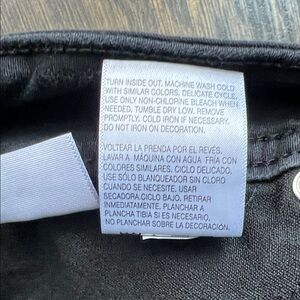 TURN INSIDE OUT. MACHINE WASH COLD
WITH SIMILAR COLORS. DELICATE CYCLE.
USE ONLY NON-CHLORINE BLEACH WHEN
NEEDED. TUMBLE DRY LOW. REMOVE
PROMPTLY. COLD IRON IF NECESSARY.
DO NOT IRON ON DECORATION.
VOLTEAR LA PRENDA POR EL REVÉS.
LAVAR A MÁQUINA CON AGUA FRÍA CON
COLORES SIMILARES. CICLO DELICADO.
USE SÓLO BLANQUEADOR SIN CLORO
CUANDO SE NECESITE. USAR
SECADORA CICLO BAJO. RETIRAR
INMEDIATAMENTE. PLANCHAR A
PLANCHA TIBIA SI ES NECESARIO.
NO PLANCHAR SOBRE LA DECORACIÓN.